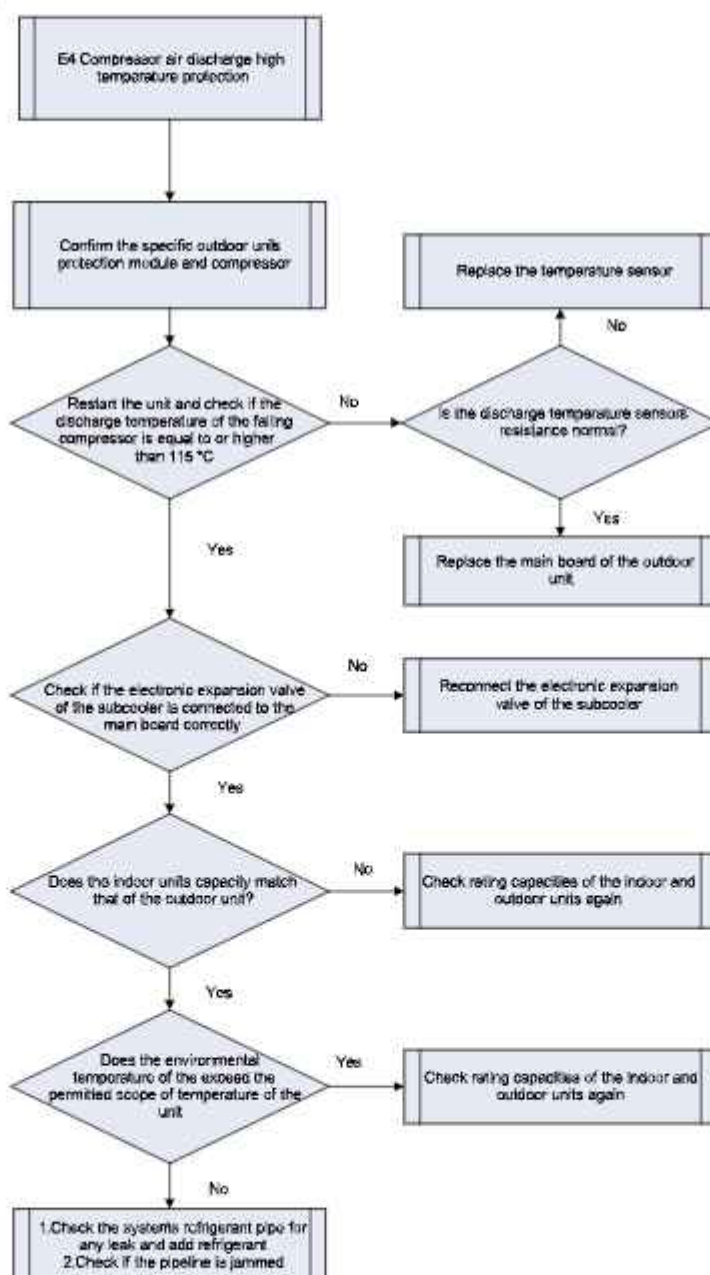 E4 Compressor air discharge high
temperature protection
Confirm the specific outdoor units
protection module and compressor
Replace the temperature sensor
No
Restart the unit and check if the
discharge temperature of the failing
compressor is equal to or higher
than 115 °C
No
Is the discharge temperature sensors
resistance normal?
Yes
Yes
Replace the main board of the outdoor
unit
Check if the electronic expansion valve
of the subcooler is connected to the
main board correctly
No
Reconnect the electronic expansion
valve of the subcooler
Yes
Does the indoor units capacity match
that of the outdoor unit?
No
Check rating capacities of the indoor and
outdoor units again
Yes
Does the environmental
temperature of the exceed the
permitted scope of temperature of the
unit
Yes
Check rating capacities of the indoor and
outdoor units again
No
1.Check the systems refrigerant pipe for
any leak and add refrigerant
2.Check if the pipeline is jammed